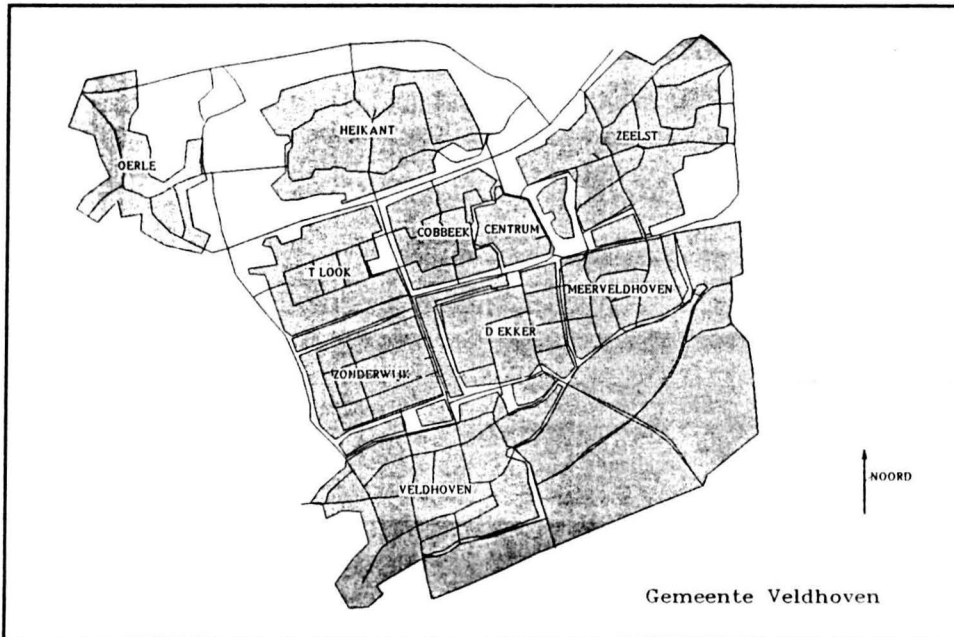 HEIKANT
ZEELST
OERLE
COBBEEK
CENTRUM
T LOOK
MEERVELDHOVEN
D EKKER
ZONDERWIJK
NOORD
VELDHOVEN
Gemeente Veldhoven